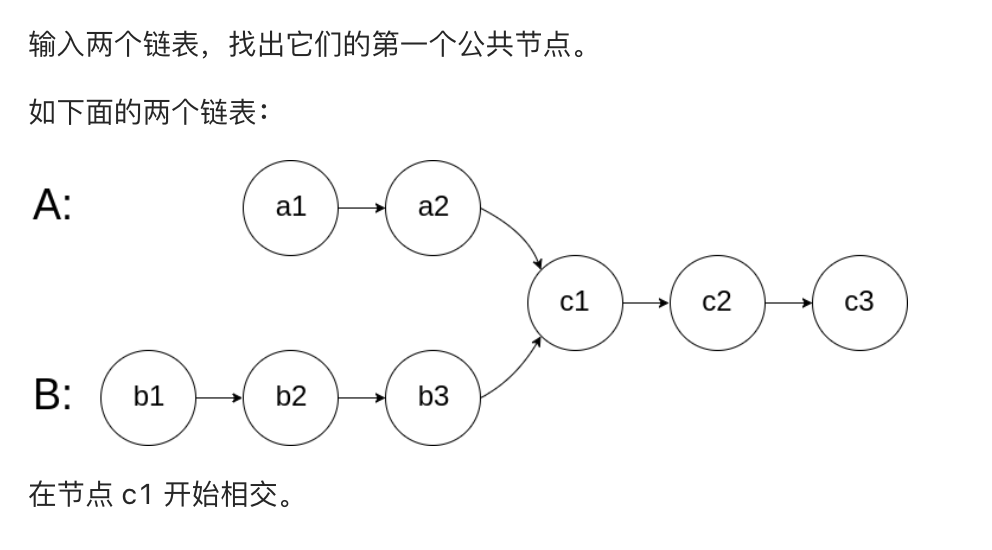 输入两个链表，找出它们的第一个公共节点。
如下面的两个链表：
A: a1 a2
c1 c2 c3
B: b1 b2 b3
在节点 c1 开始相交。